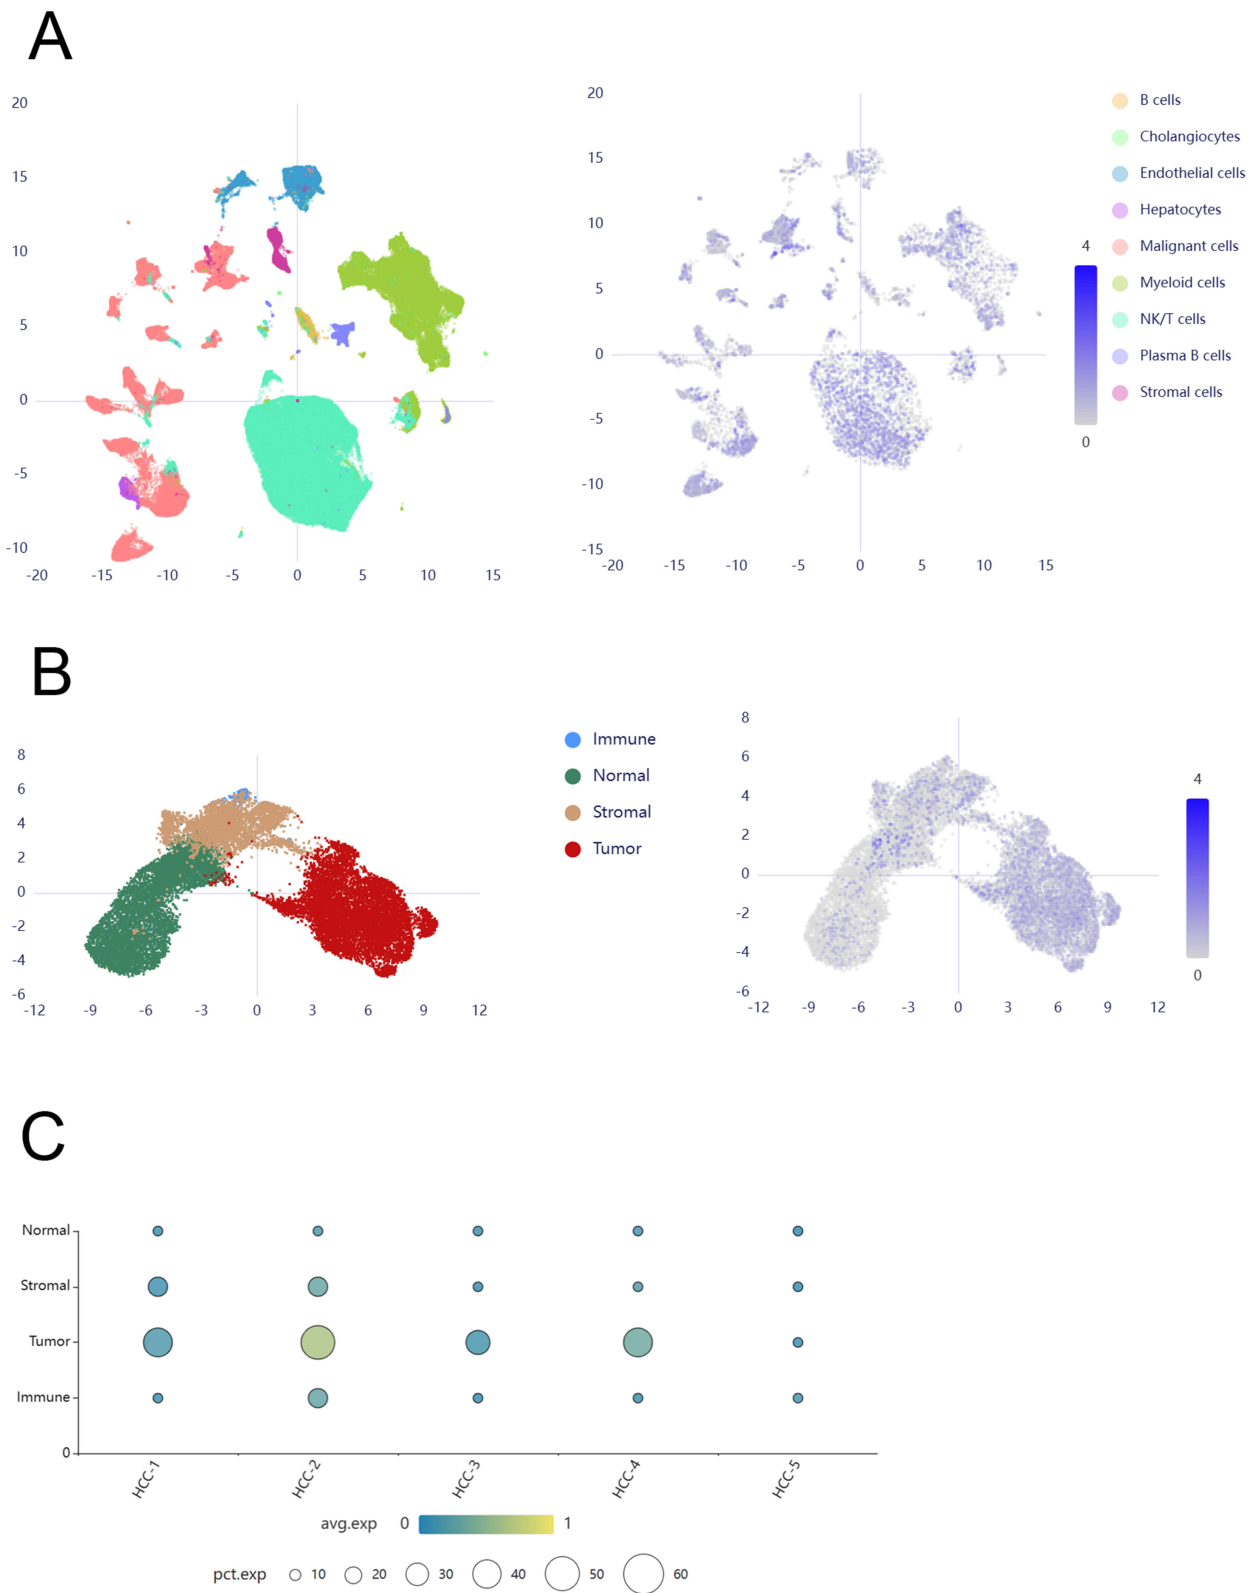 A
20
15
10
5
0
-5
-10
-20 -15 -10 -5 0 5 10 15
20
15
10
5
0
-5
-10
-15
-20 -15 -10 -5 0 5 10 15
4
0
B cells
Cholangiocytes
Endothelial cells
Hepatocytes
Malignant cells
Myeloid cells
NK/T cells
Plasma B cells
Stromal cells
B
8
6
4
2
0
-2
-4
-6
-12 -9 -6 -3 0 3 6 9 12
Immune
Normal
Stromal
Tumor
8
6
4
2
0
-2
-4
-6
-12 -9 -6 -3 0 3 6 9 12
4
0
C
Normal
Stromal
Tumor
Immune
0
HCC-1 HCC-2 HCC-3 HCC-4 HCC-5
avg.exp 0 1
pct.exp 10 20 30 40 50 60